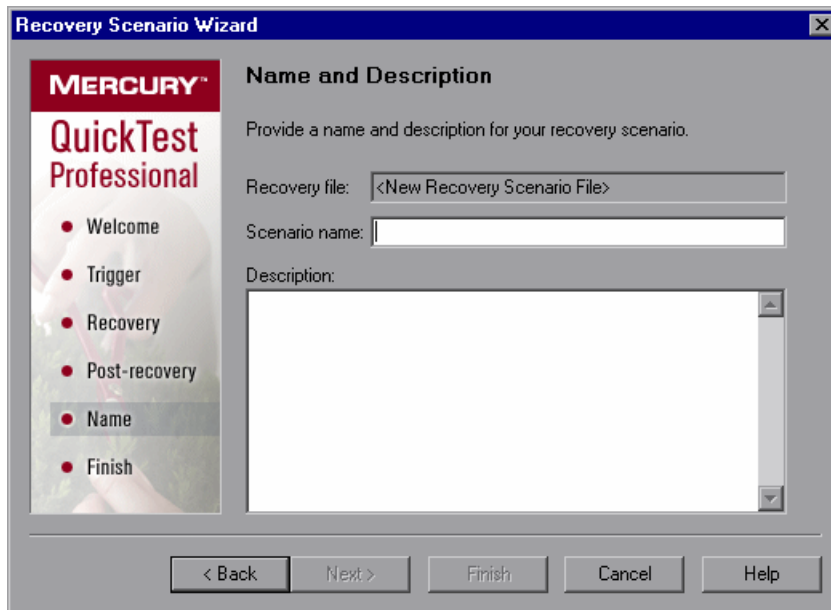 Recovery Scenario Wizard
MERCURY™
QuickTest
Professional
Welcome
Trigger
Recovery
Post-recovery
Name
Finish
Name and Description
Provide a name and description for your recovery scenario.
Recovery file: <New Recovery Scenario File>
Scenario name:
Description:
< Back Next > Finish Cancel Help